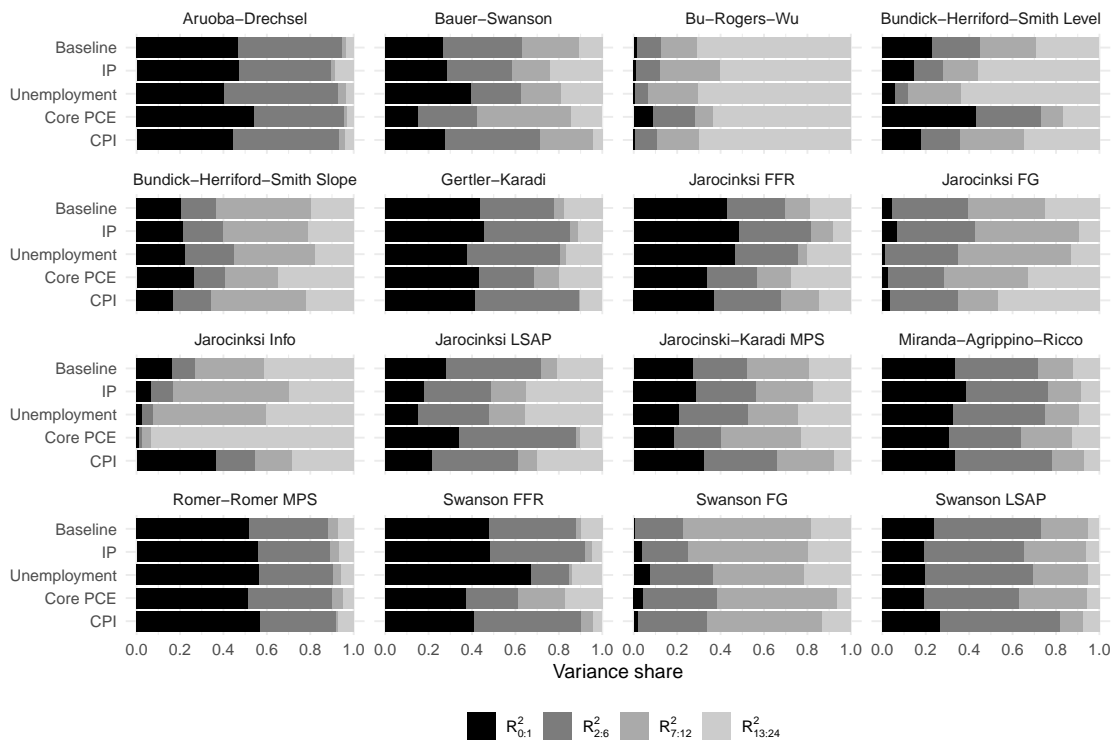 Aruoba−Drechsel Bauer−Swanson Bu−Rogers−Wu Bundick−Herriford−Smith Level
Baseline
IP
Unemployment
Core PCE
CPI
Bundick−Herriford−Smith Slope Gertler−Karadi Jarocinksi FFR Jarocinksi FG
Baseline
IP
Unemployment
Core PCE
CPI
Jarocinksi Info Jarocinksi LSAP Jarocinski−Karadi MPS Miranda−Agrippino−Ricco
Baseline
IP
Unemployment
Core PCE
CPI
Romer−Romer MPS Swanson FFR Swanson FG Swanson LSAP
Baseline
IP
Unemployment
Core PCE
CPI
0.0 0.2 0.4 0.6 0.8 1.0 0.0 0.2 0.4 0.6 0.8 1.0 0.0 0.2 0.4 0.6 0.8 1.0 0.0 0.2 0.4 0.6 0.8 1.0
Variance share
R²₀:₁ R²₂:₆ R²₇:₁₂ R²₁₃:₂₄